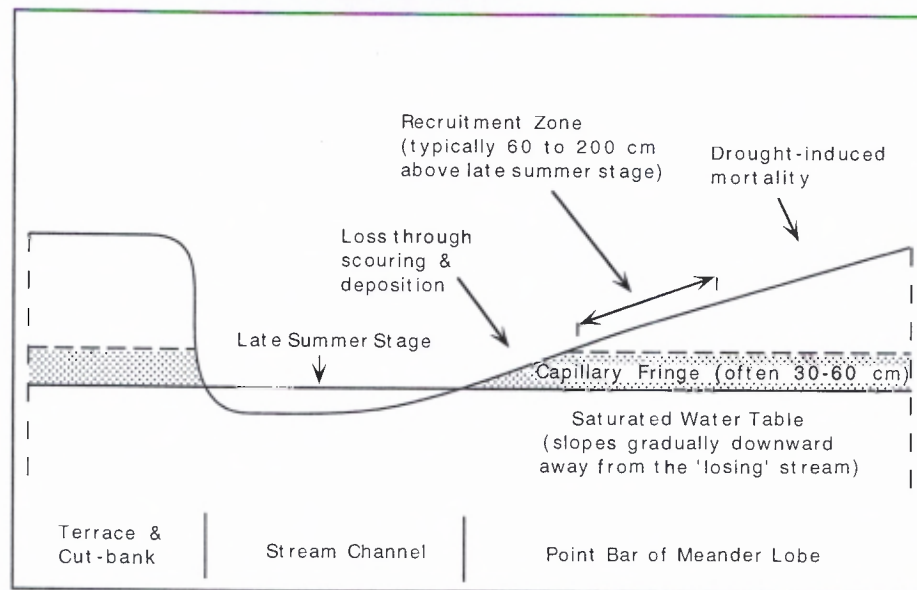 Recruitment Zone
(typically 60 to 200 cm
above late summer stage)
Drought-induced
mortality
Loss through
scouring &
deposition
Late Summer Stage
Capillary Fringe (often 30-60 cm)
Saturated Water Table
(slopes gradually downward
away from the 'losing' stream)
Terrace &
Cut-bank
Stream Channel
Point Bar of Meander Lobe